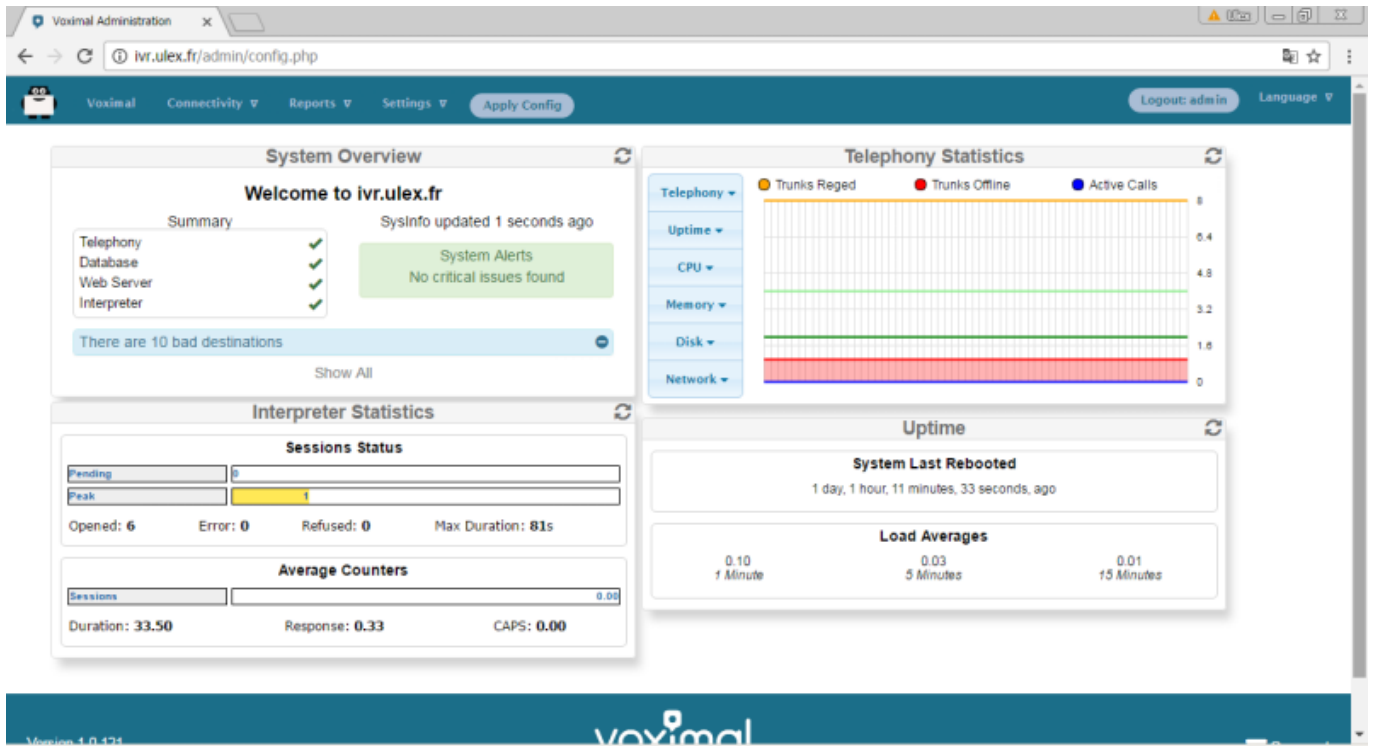 Voximal Administration
ivr.ulex.fr/admin/config.php
Voximal Connectivity Reports Settings Apply Config Logout: admin Language
System Overview
Welcome to ivr.ulex.fr
Summary
Telephony
Database
Web Server
Interpreter
SysInfo updated 1 seconds ago
System Alerts
No critical issues found
There are 10 bad destinations
Show All
Telephony Statistics
Telephony
Uptime
CPU
Memory
Disk
Network
Trunks Reged Trunks Offline Active Calls
8
6.4
4.8
3.2
1.6
0
Interpreter Statistics
Sessions Status
Pending 0
Peak 1
Opened: 6 Error: 0 Refused: 0 Max Duration: 81s
Average Counters
Sessions 0.00
Duration: 33.50 Response: 0.33 CAPS: 0.00
Uptime
System Last Rebooted
1 day, 1 hour, 11 minutes, 33 seconds, ago
Load Averages
0.10 0.03 0.01
1 Minute 5 Minutes 15 Minutes
Version 1.0.121
voximal